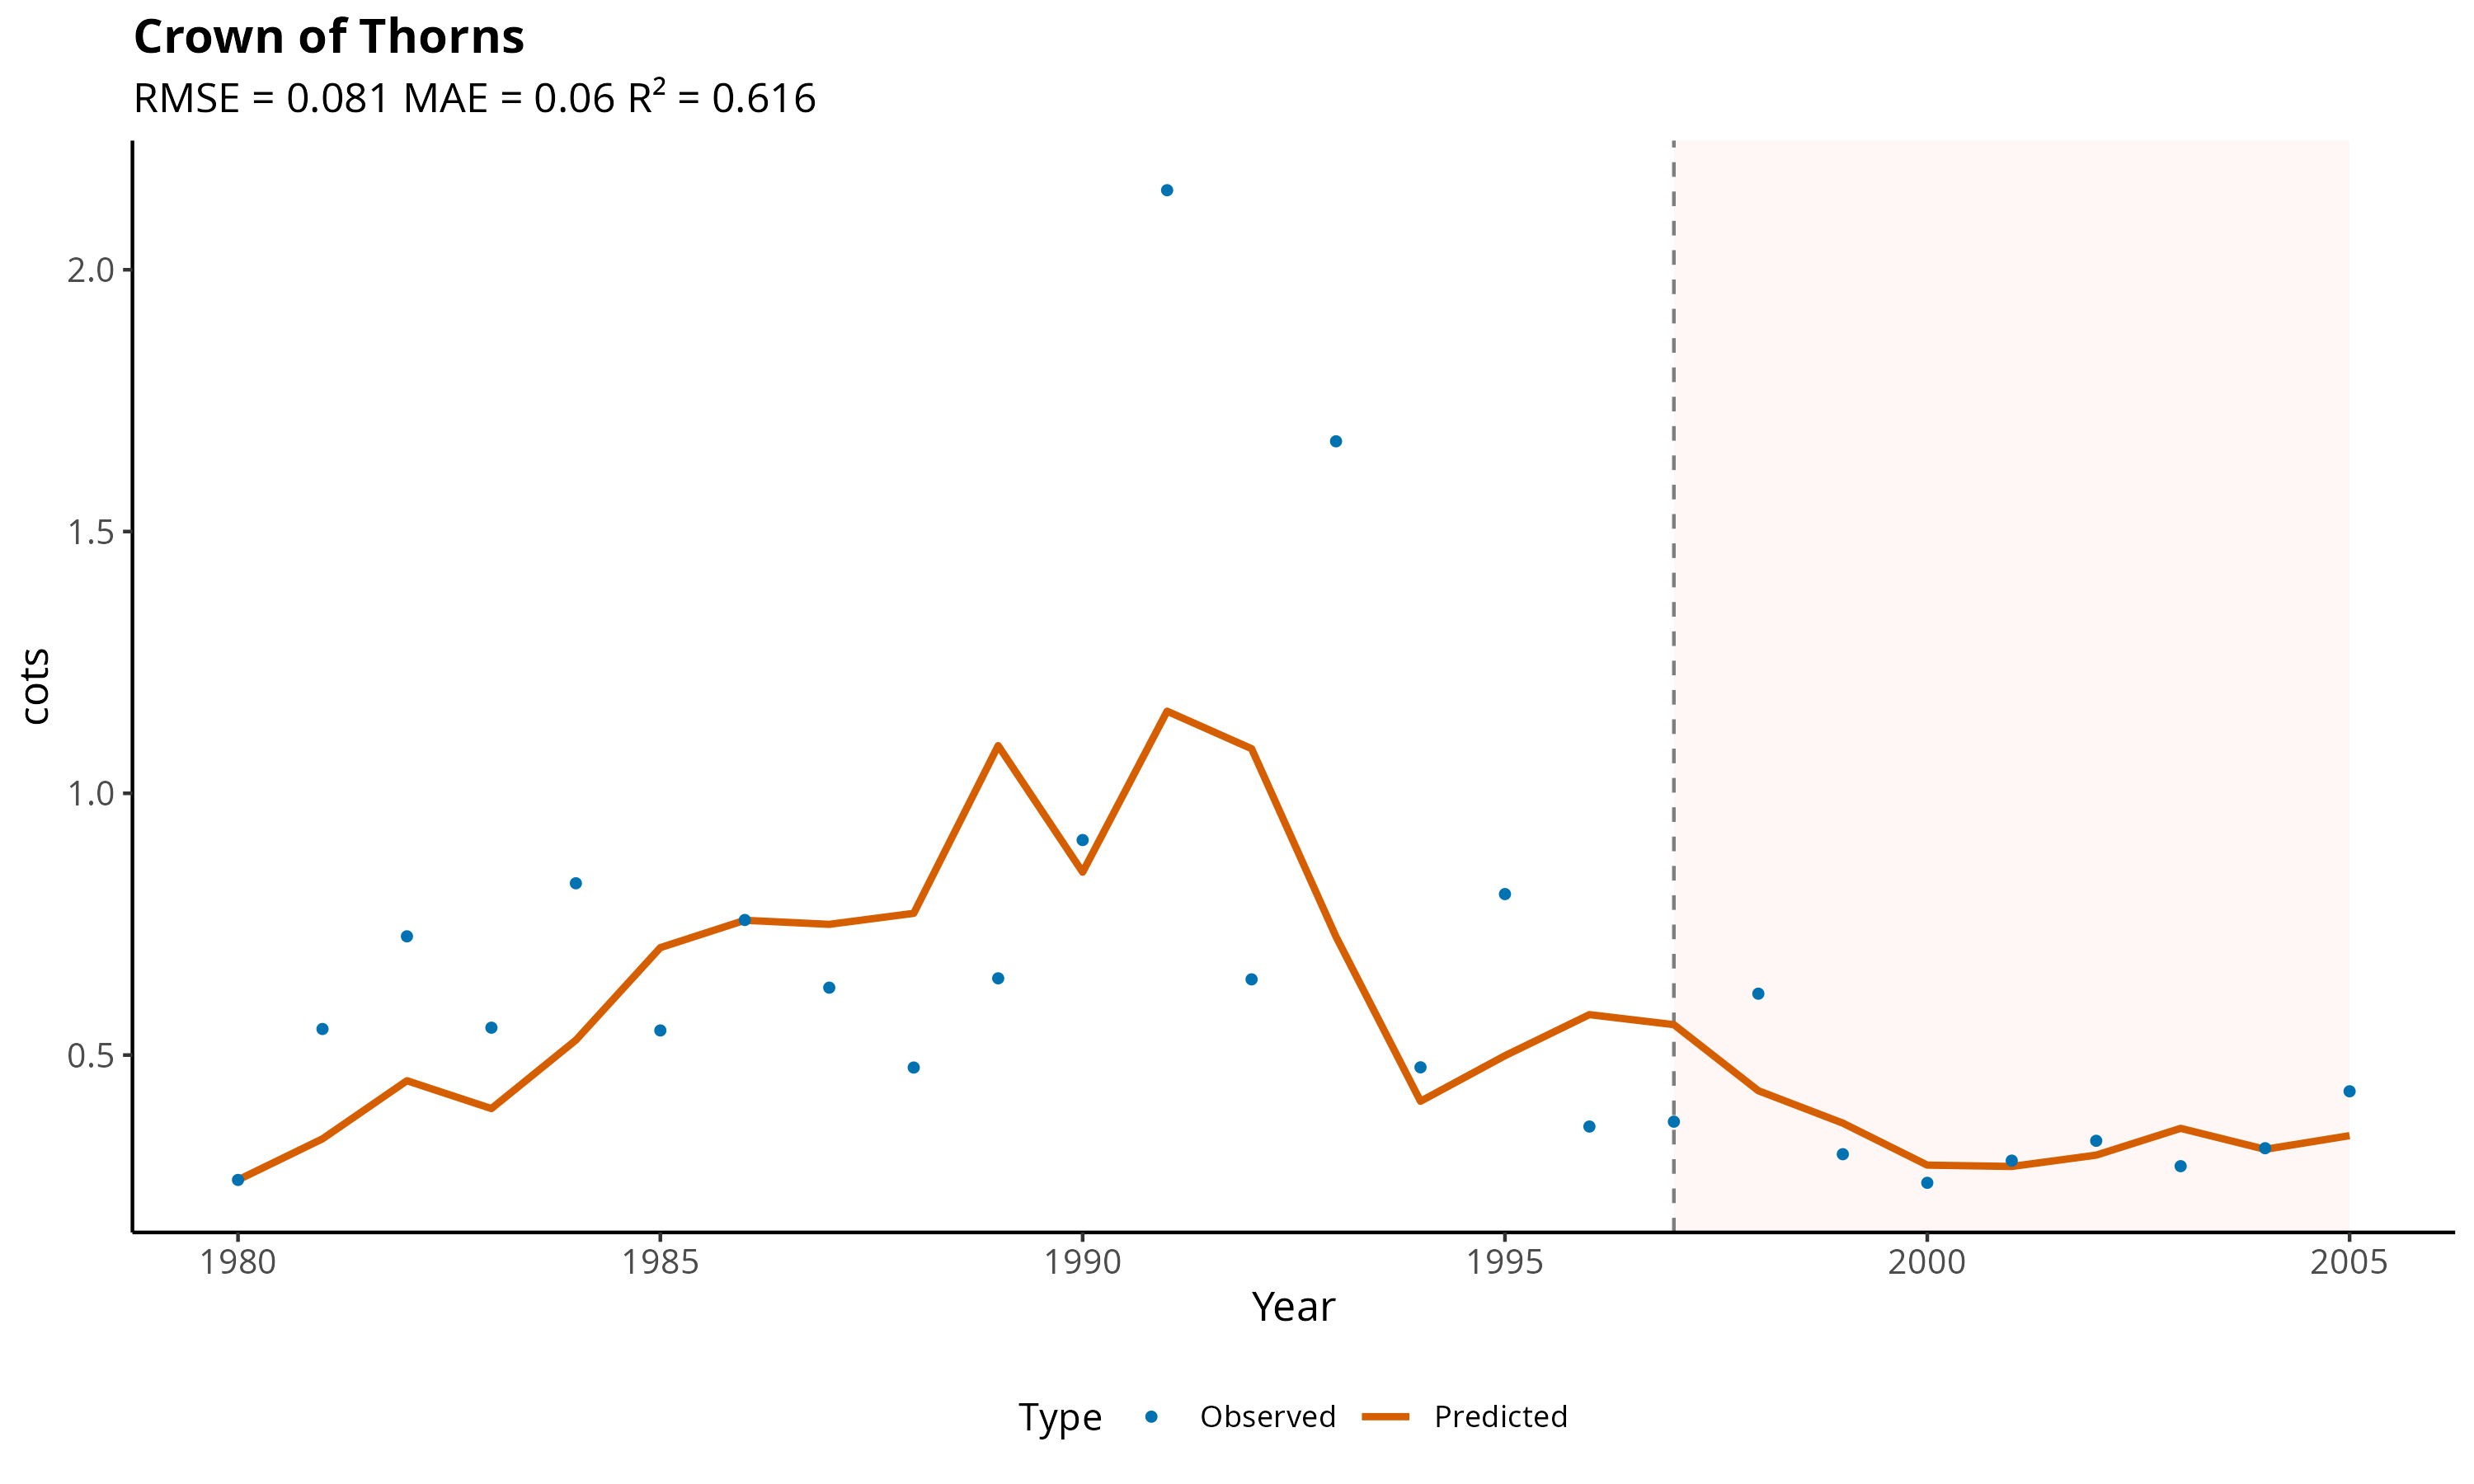 Crown of Thorns
RMSE = 0.081 MAE = 0.06 R² = 0.616
cots
2.0
1.5
1.0
0.5
1980 1985 1990 1995 2000 2005
Year
Type Observed Predicted